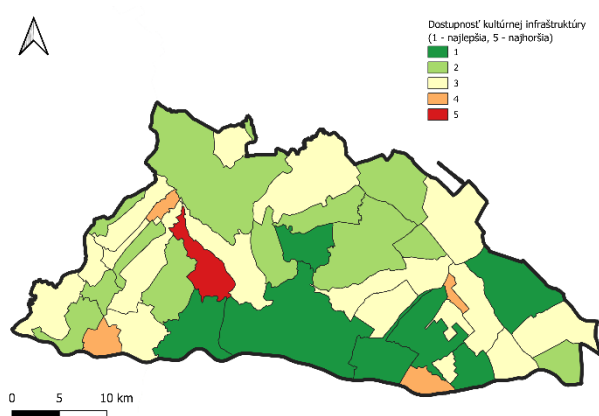 Dostupnosť kultúrnej infraštruktúry
(1 - najlepšia, 5 - najhoršia)
1
2
3
4
5
0 5 10 km